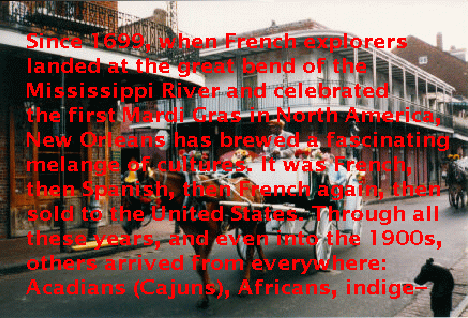 Since 1699, when French explorers
landed at the great bend of the
Mississippi River and celebrated
the first Mardi Gras in North America,
New Orleans has brewed a fascinating
melange of cultures. It was French,
then Spanish, then French again, then
sold to the United States. Through all
these years, and even into the 1900s,
others arrived from everywhere:
Acadians (Cajuns), Africans, indige-